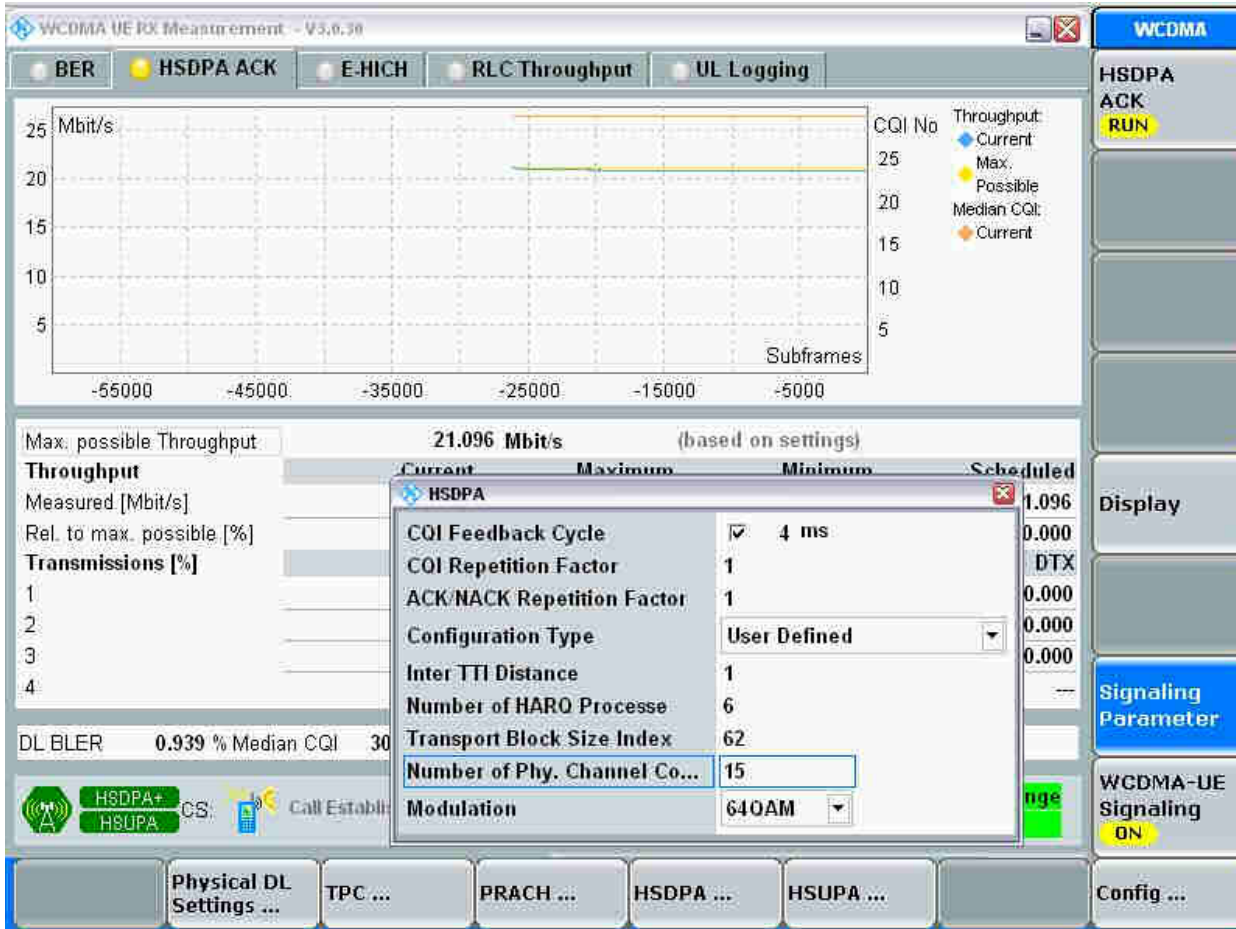 WCDMA UE RX Measurement - V3.0.30
WCDMA
BER HSDPA ACK E-HICH RLC Throughput UL Logging
HSDPA
ACK
RUN
Mbit/s
CQI No
Throughput:
Current
Max.
Possible
Median CQI:
Current
25
20
15
10
5
25
20
15
10
5
Subframes
-55000 -45000 -35000 -25000 -15000 -5000
Max. possible Throughput 21.096 Mbit/s (based on settings)
Throughput Current Maximum Minimum Scheduled
Measured [Mbit/s] 1.096
Rel. to max. possible [%] 0.000
Transmissions [%] DTX
1 0.000
2 0.000
3 0.000
4 ---
DL BLER 0.939 % Median CQI 30
HSDPA
CQI Feedback Cycle 4 ms
CQI Repetition Factor 1
ACK/NACK Repetition Factor 1
Configuration Type User Defined
Inter TTI Distance 1
Number of HARQ Processe 6
Transport Block Size Index 62
Number of Phy. Channel Co... 15
Modulation 64QAM
HSDPA+
HSUPA
CS: Call Establis
nge
Display
Signaling
Parameter
WCDMA-UE
Signaling
ON
Physical DL
Settings ...
TPC ... PRACH ... HSDPA ... HSUPA ... Config ...